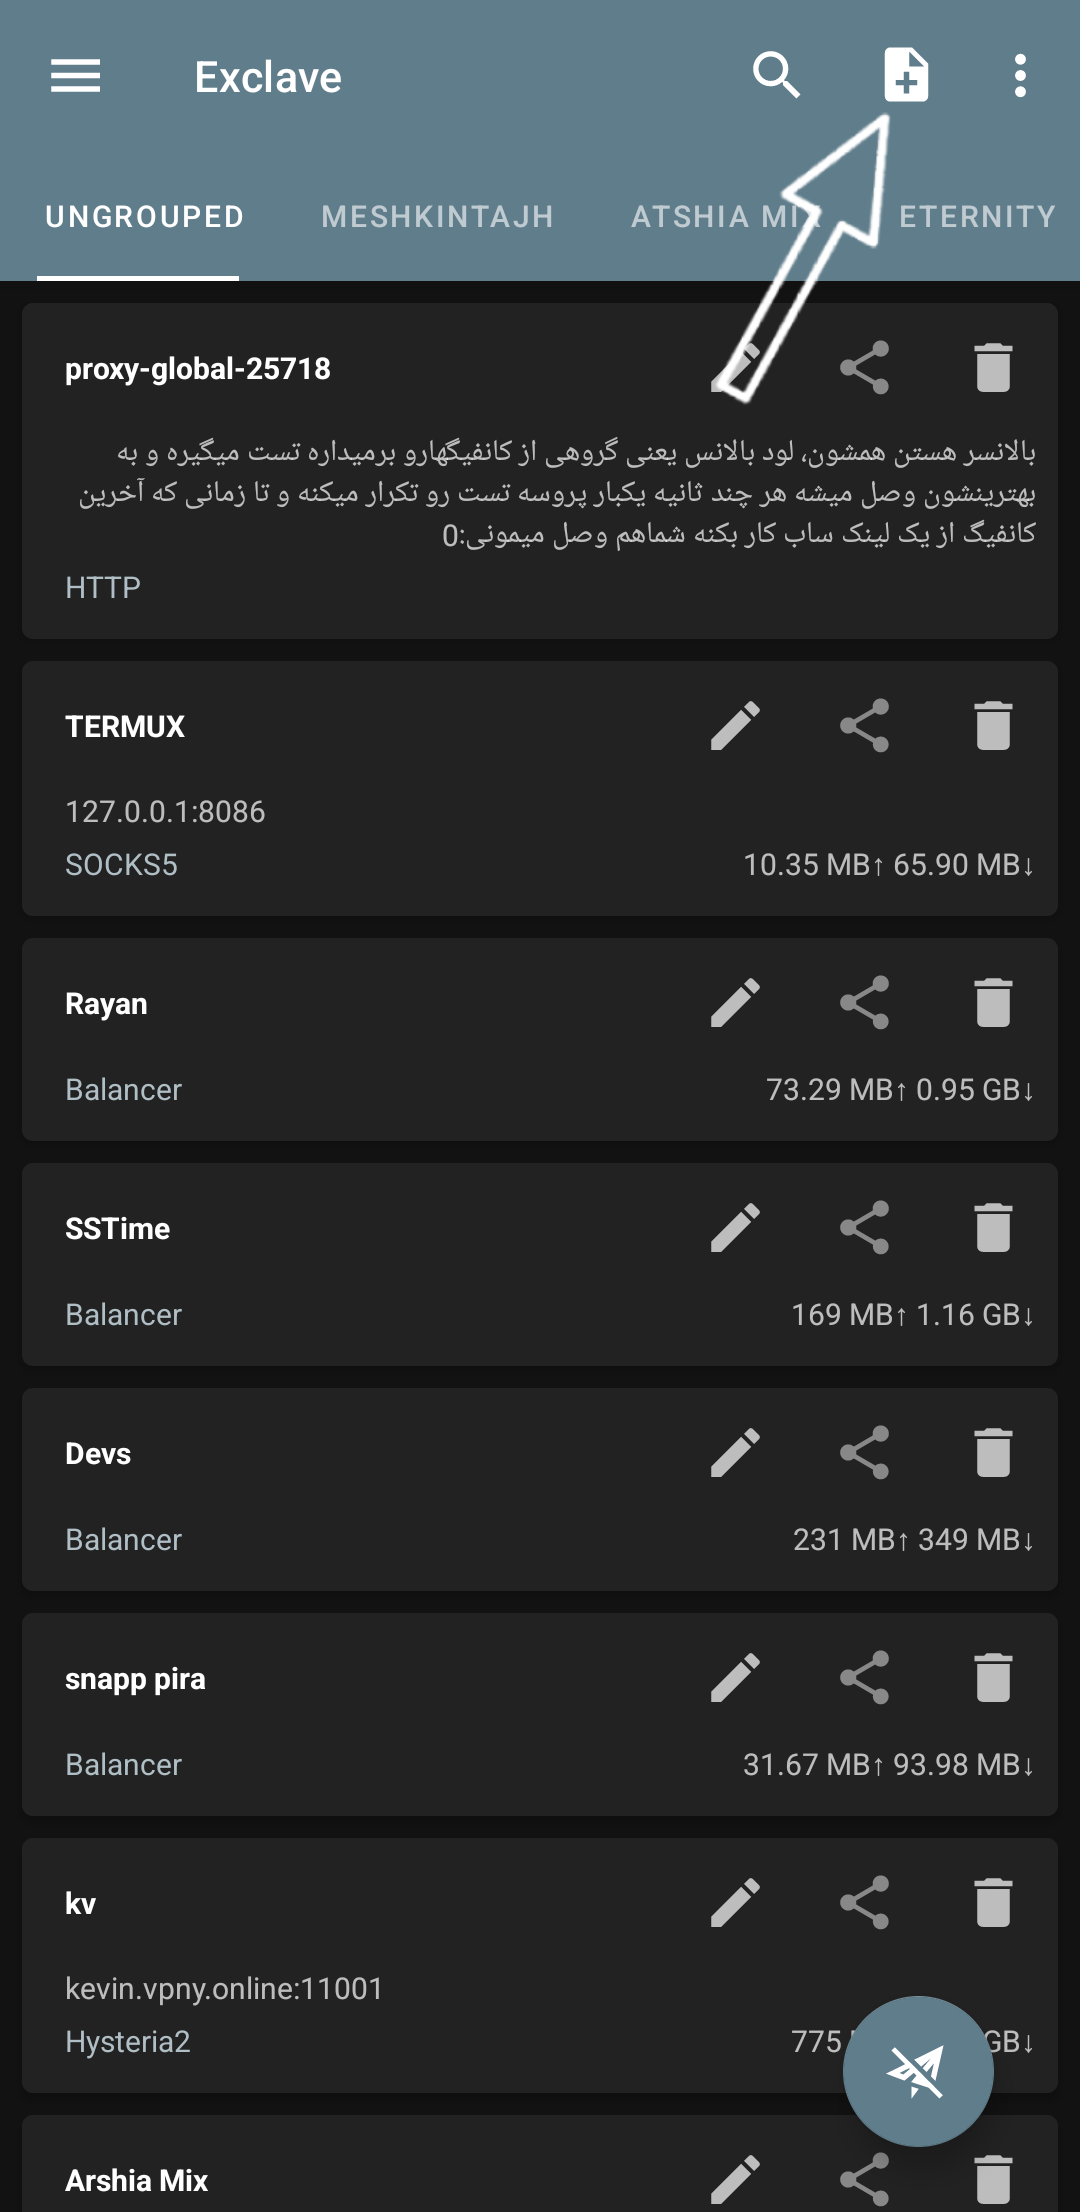 Exclave
UNGROUPED MESHKINTAJH ATSHIA MIX ETERNITY
proxy-global-25718
بالانسر هستن همشون، لود بالانس یعنی گروهی از کانفیگهارو برمیداره تست میگیره و به
بهترینشون وصل میشه هر چند ثانیه یکبار پروسه تست رو تکرار میکنه و تا زمانی که آخرین
کانفیگ از یک لینک ساب کار بکنه شماهم وصل میمونی:0
HTTP
TERMUX
127.0.0.1:8086
SOCKS5 10.35 MB↑ 65.90 MB↓
Rayan
Balancer 73.29 MB↑ 0.95 GB↓
SSTime
Balancer 169 MB↑ 1.16 GB↓
Devs
Balancer 231 MB↑ 349 MB↓
snapp pira
Balancer 31.67 MB↑ 93.98 MB↓
kv
kevin.vpny.online:11001
Hysteria2 775 GB↓
Arshia Mix